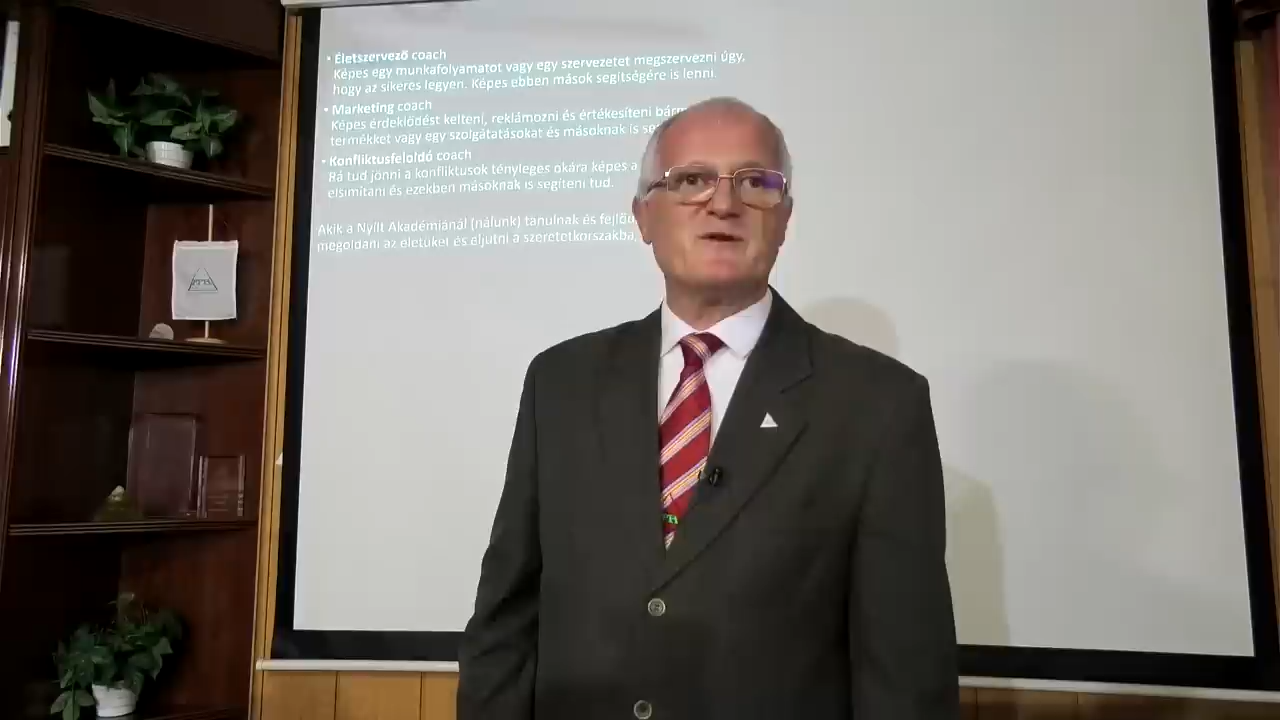 • Életszervező coach
Képes egy munkafolyamatot vagy egy szervezetet megszervezni úgy,
hogy az sikeres legyen. Képes ebben mások segítségére is lenni.
• Marketing coach
Képes érdeklődést kelteni, reklámozni és értékesíteni
termékket vagy egy szolgátatásokat és másoknak is
• Konfliktusfeloldó coach
Rá tud jönni a konfliktusok tényleges okára képes a
elsimítani és ezekben másoknak is segíteni tud.
Akik a Nyílt Akadémiánál (nálunk) tanulnak és
megoldani az életüket és eljutni a szeretetkorszakba,